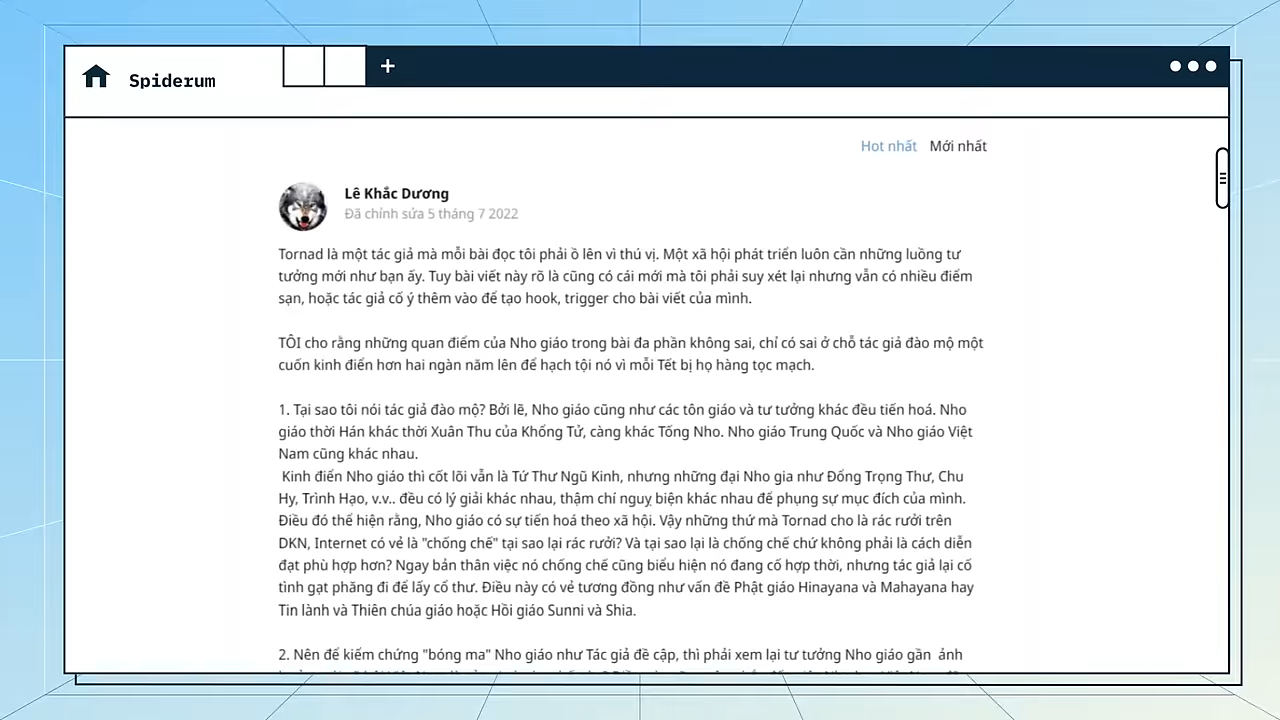 Spiderum
Hot nhất Mới nhất
Lê Khắc Dương
Đã chỉnh sửa 5 tháng 7 2022
Tornad là một tác giả mà mỗi bài đọc tôi phải ồ lên vì thú vị. Một xã hội phát triển luôn cần những luồng tư
tưởng mới như bạn ấy. Tuy bài viết này rõ là cũng có cái mới mà tôi phải suy xét lại nhưng vẫn có nhiều điểm
sạn, hoặc tác giả cố ý thêm vào để tạo hook, trigger cho bài viết của mình.
TÔI cho rằng những quan điểm của Nho giáo trong bài đa phần không sai, chỉ có sai ở chỗ tác giả đào mộ một
cuốn kinh điển hơn hai ngàn năm lên để hạch tội nó vì mỗi Tết bị họ hàng tọc mạch.
1. Tại sao tôi nói tác giả đào mộ? Bởi lẽ, Nho giáo cũng như các tôn giáo và tư tưởng khác đều tiến hoá. Nho
giáo thời Hán khác thời Xuân Thu của Khổng Tử, càng khác Tống Nho. Nho giáo Trung Quốc và Nho giáo Việt
Nam cũng khác nhau.
Kinh điển Nho giáo thì cốt lõi vẫn là Tứ Thư Ngũ Kinh, nhưng những đại Nho gia như Đổng Trọng Thư, Chu
Hy, Trình Hạo, v.v.. đều có lý giải khác nhau, thậm chí nguỵ biện khác nhau để phụng sự mục đích của mình.
Điều đó thể hiện rằng, Nho giáo có sự tiến hoá theo xã hội. Vậy những thứ mà Tornad cho là rác rưởi trên
DKN, Internet có vẻ là "chống chế" tại sao lại rác rưởi? Và tại sao lại là chống chế chứ không phải là cách diễn
đạt phù hợp hơn? Ngay bản thân việc nó chống chế cũng biểu hiện nó đang cố hợp thời, nhưng tác giả lại cố
tình gạt phăng đi để lấy cổ thư. Điều này có vẻ tương đồng như vấn đề Phật giáo Hinayana và Mahayana hay
Tin lành và Thiên chúa giáo hoặc Hồi giáo Sunni và Shia.
2. Nên để kiểm chứng "bóng ma" Nho giáo như Tác giả đề cập, thì phải xem lại tư tưởng Nho giáo gần ảnh